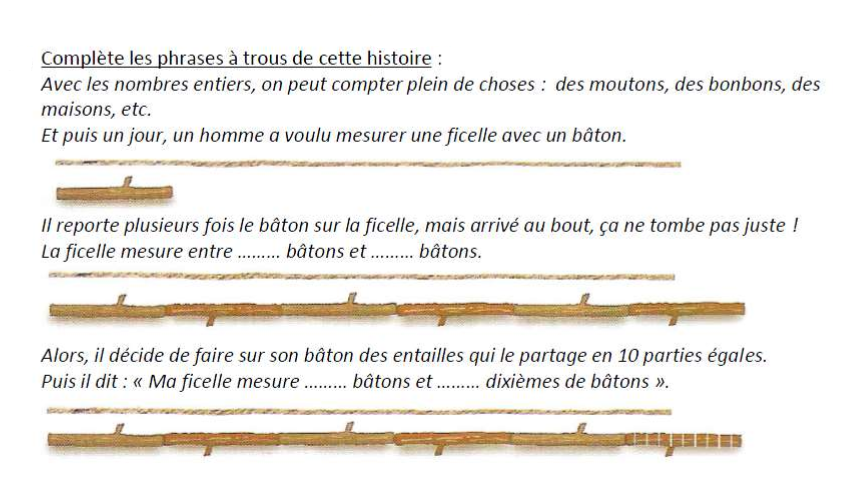 Complète les phrases à trous de cette histoire :
Avec les nombres entiers, on peut compter plein de choses : des moutons, des bonbons, des
maisons, etc.
Et puis un jour, un homme a voulu mesurer une ficelle avec un bâton.
Il reporte plusieurs fois le bâton sur la ficelle, mais arrivé au bout, ça ne tombe pas juste !
La ficelle mesure entre ......... bâtons et ......... bâtons.
Alors, il décide de faire sur son bâton des entailles qui le partage en 10 parties égales.
Puis il dit : « Ma ficelle mesure ......... bâtons et ......... dixièmes de bâtons ».